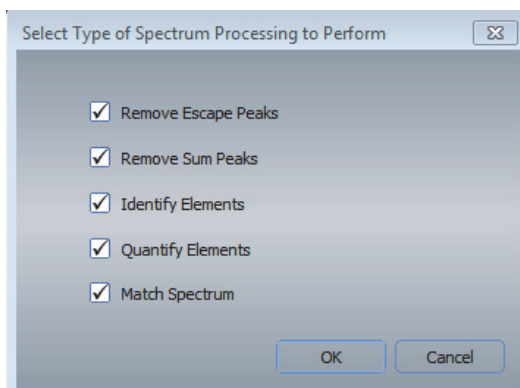 Select Type of Spectrum Processing to Perform
Remove Escape Peaks
Remove Sum Peaks
Identify Elements
Quantify Elements
Match Spectrum
OK
Cancel